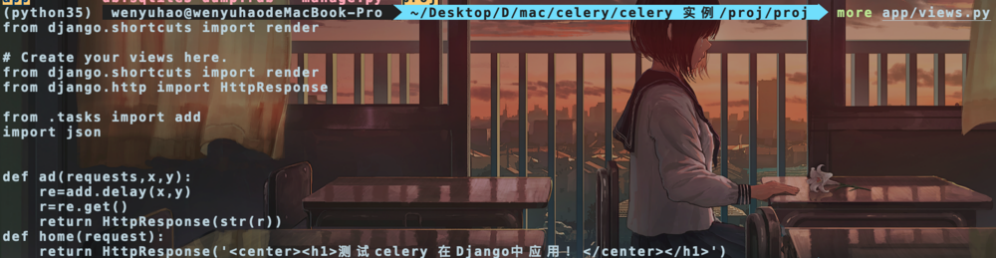 (python35) wenyuhao@wenyuhaodeMacBook-Pro ~/Desktop/D/mac/celery/celery 实例/proj/proj more app/views.py
from django.shortcuts import render
# Create your views here.
from django.shortcuts import render
from django.http import HttpResponse
from .tasks import add
import json
def ad(requests,x,y):
    re=add.delay(x,y)
    r=re.get()
    return HttpResponse(str(r))
def home(request):
    return HttpResponse('<center><h1>测试celery 在Django中应用! </center></h1>')